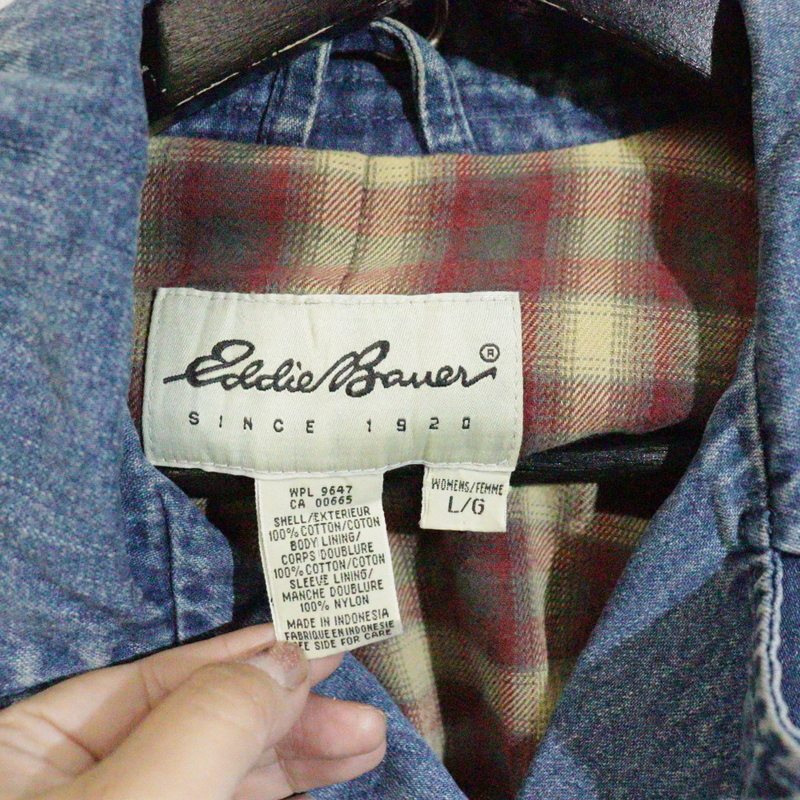 Eddie Bauer®
SINCE 1920
WPL 9647
CA 00665
SHELL/EXTERIEUR
100% COTTON/COTON
BODY LINING/
CORPS DOUBLURE
100% COTTON/COTON
SLEEVE LINING/
MANCHE DOUBLURE
100% NYLON
MADE IN INDONESIA
FABRIQUE EN INDONESIE
SIDE FOR CARE
WOMENS/FEMME
L/G